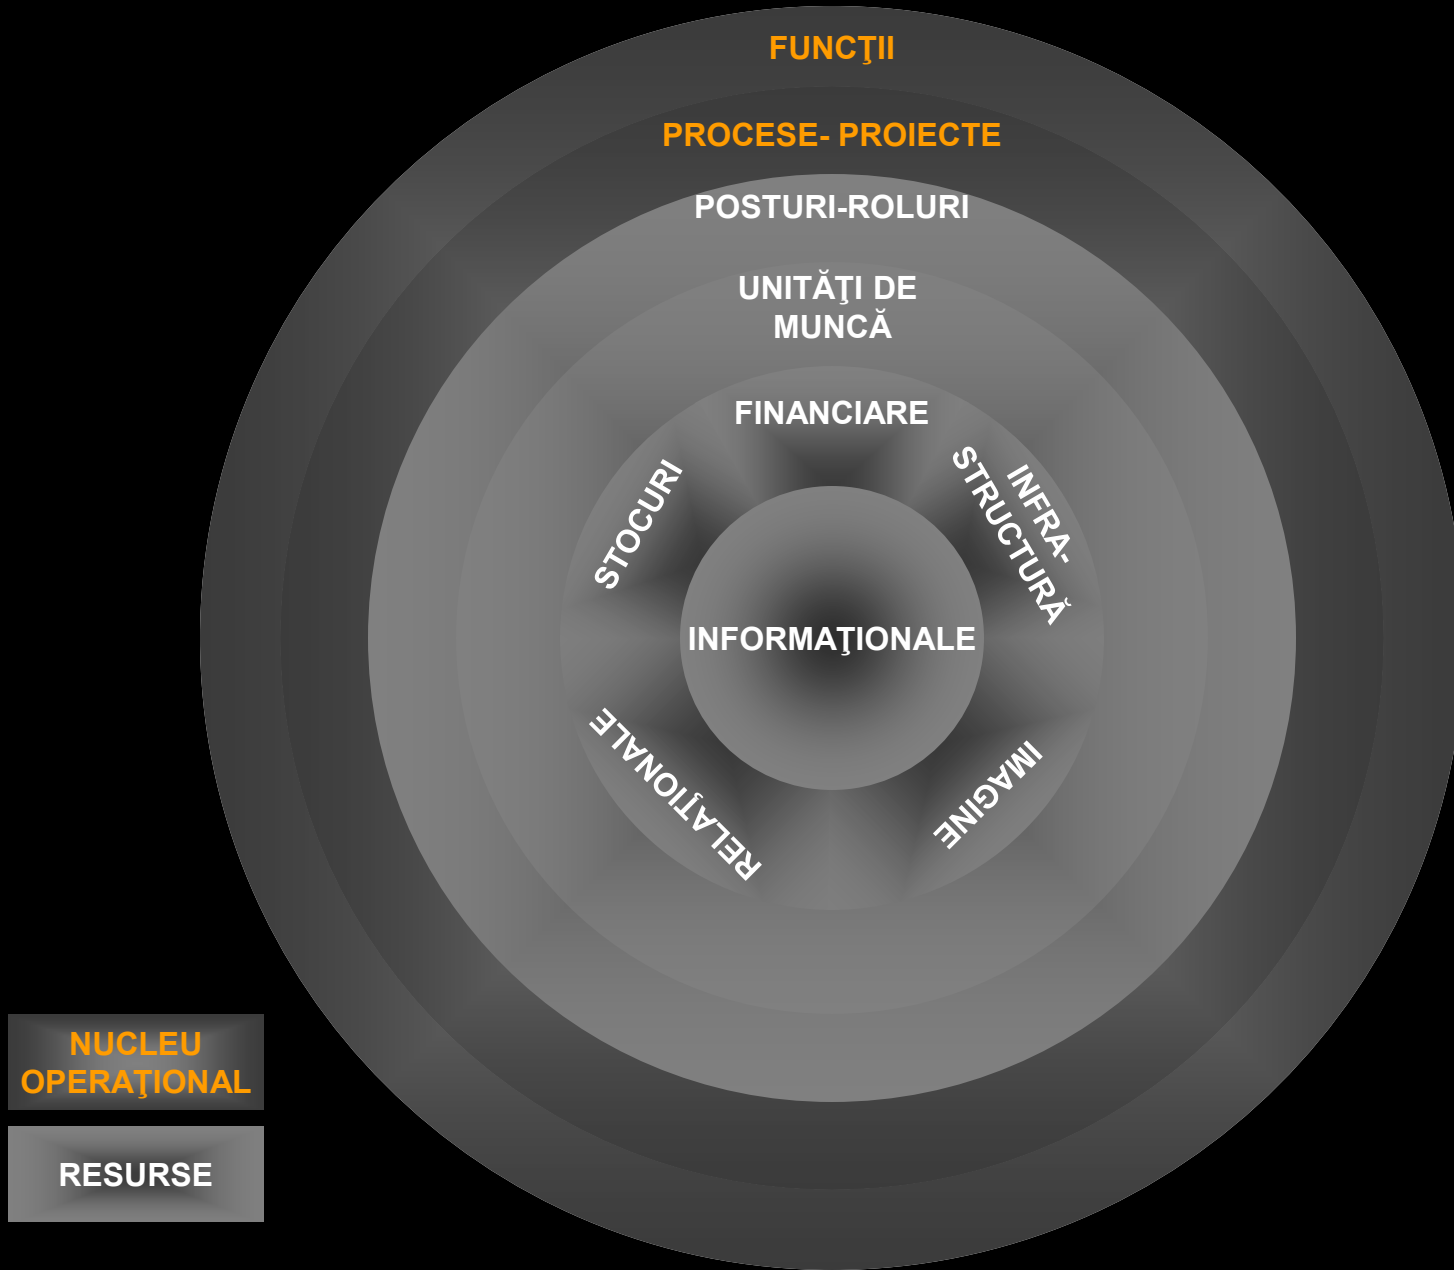 FUNCŢII
PROCESE- PROIECTE
POSTURI-ROLURI
UNITĂŢI DE
MUNCĂ
FINANCIARE
STOCURI
INFRA-
STRUCTURĂ
INFORMAŢIONALE
RELAŢIONALE
IMAGINE
NUCLEU
OPERAŢIONAL
RESURSE